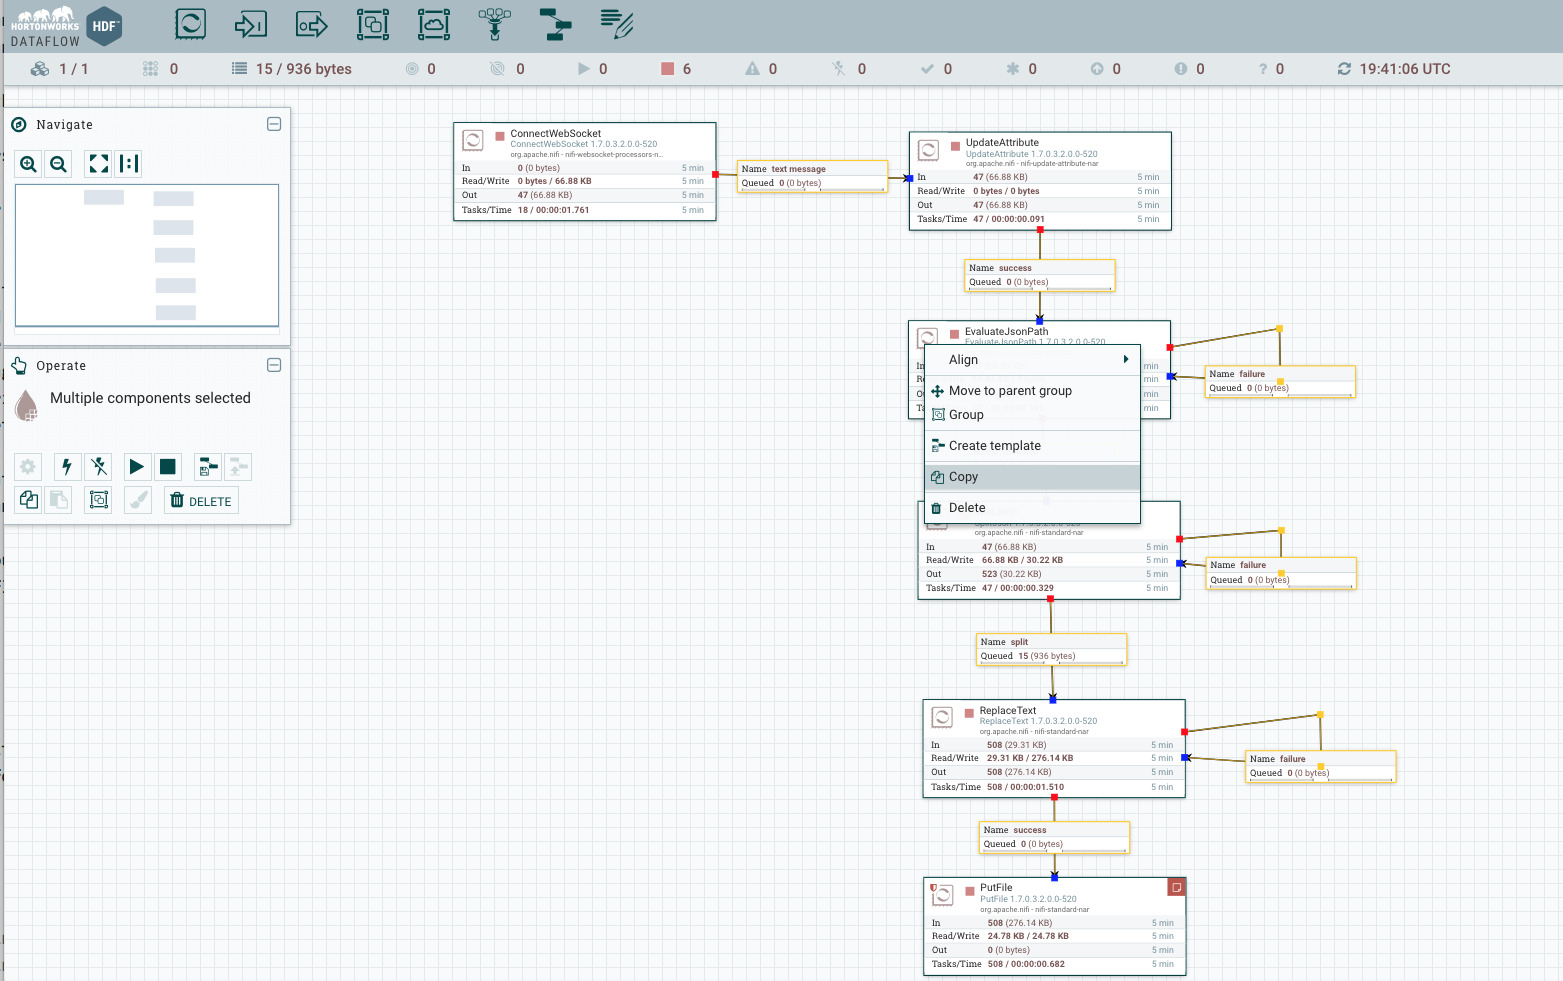 HORTONWORKS
DATAFLOW
HDF
1 / 1
0
15 / 936 bytes
0
0
0
6
0
0
0
0
0
0
? 0
19:41:06 UTC
Navigate
Operate
Multiple components selected
DELETE
ConnectWebSocket
ConnectWebSocket 1.7.0.3.2.0.0-520
org.apache.nifi - nifi-websocket-processors-n...
In 0 (0 bytes) 5 min
Read/Write 0 bytes / 66.88 KB 5 min
Out 47 (66.88 KB) 5 min
Tasks/Time 18 / 00:00:01.761 5 min
Name text message
Queued 0 (0 bytes)
UpdateAttribute
UpdateAttribute 1.7.0.3.2.0.0-520
org.apache.nifi - nifi-update-attribute-nar
In 47 (66.88 KB) 5 min
Read/Write 0 bytes / 0 bytes 5 min
Out 47 (66.88 KB) 5 min
Tasks/Time 47 / 00:00:00.091 5 min
Name success
Queued 0 (0 bytes)
EvaluateJsonPath
EvaluateJsonPath 1.7.0.3.2.0.0-520
min
min
min
min
Name failure
Queued 0 (0 bytes)
Align
Move to parent group
Group
Create template
Copy
Delete
org.apache.nifi - nifi-standard-nar
In 47 (66.88 KB) 5 min
Read/Write 66.88 KB / 30.22 KB 5 min
Out 523 (30.22 KB) 5 min
Tasks/Time 47 / 00:00:00.329 5 min
Name failure
Queued 0 (0 bytes)
Name split
Queued 15 (936 bytes)
ReplaceText
ReplaceText 1.7.0.3.2.0.0-520
org.apache.nifi - nifi-standard-nar
In 508 (29.31 KB) 5 min
Read/Write 29.31 KB / 276.14 KB 5 min
Out 508 (276.14 KB) 5 min
Tasks/Time 508 / 00:00:01.510 5 min
Name failure
Queued 0 (0 bytes)
Name success
Queued 0 (0 bytes)
PutFile
PutFile 1.7.0.3.2.0.0-520
org.apache.nifi - nifi-standard-nar
In 508 (276.14 KB) 5 min
Read/Write 24.78 KB / 24.78 KB 5 min
Out 0 (0 bytes) 5 min
Tasks/Time 508 / 00:00:00.682 5 min